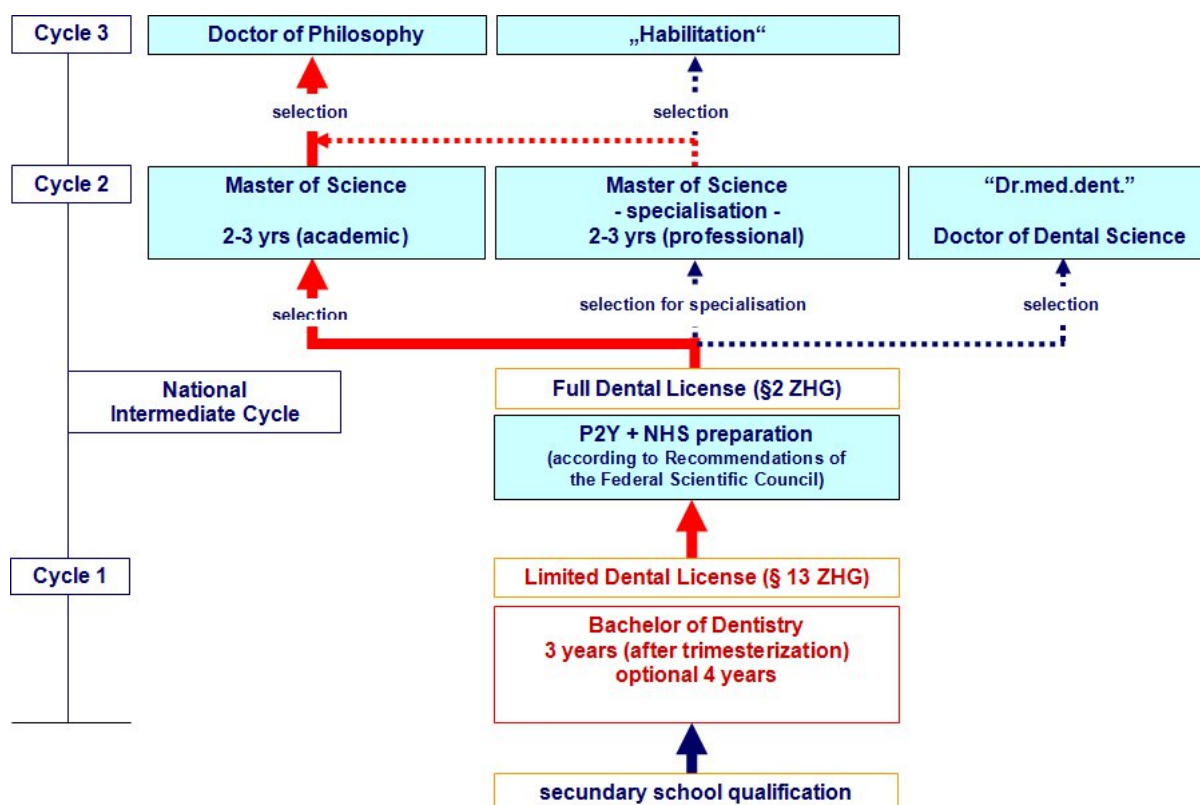 Cycle 3
Doctor of Philosophy
„Habilitation“
selection
selection
Cycle 2
Master of Science
2-3 yrs (academic)
Master of Science
- specialisation -
2-3 yrs (professional)
“Dr.med.dent.”
Doctor of Dental Science
selection
selection for specialisation
selection
National
Intermediate Cycle
Full Dental License (§2 ZHG)
P2Y + NHS preparation
(according to Recommendations of
the Federal Scientific Council)
Cycle 1
Limited Dental License (§ 13 ZHG)
Bachelor of Dentistry
3 years (after trimesterization)
optional 4 years
secundary school qualification